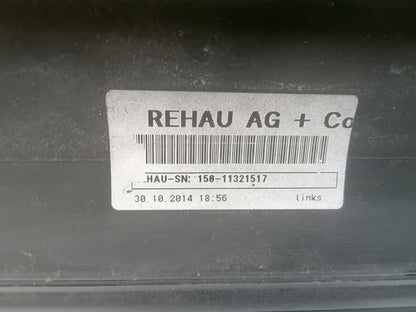 REHAU AG + Co
HAU-SN: 150-11321517
30.10.2014 18:56 links